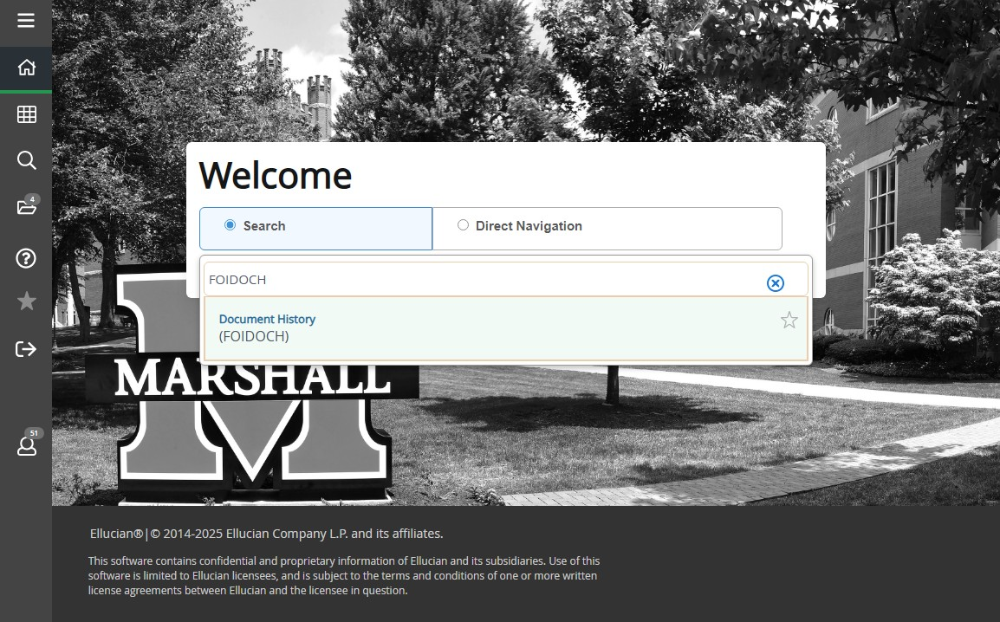 Welcome
Search
Direct Navigation
FOIDOCH
Document History
(FOIDOCH)
4
51
MARSHALL
Ellucian®|© 2014-2025 Ellucian Company L.P. and its affiliates.
This software contains confidential and proprietary information of Ellucian and its subsidiaries. Use of this
software is limited to Ellucian licensees, and is subject to the terms and conditions of one or more written
license agreements between Ellucian and the licensee in question.